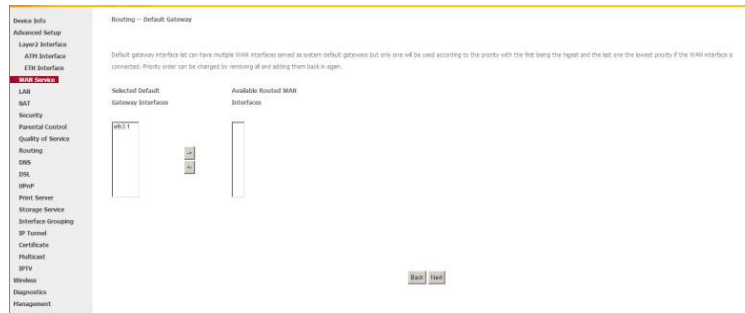 Device Info
Advanced Setup
Layer2 Interface
ATM Interface
ETH Interface
WAN Service
LAN
NAT
Security
Parental Control
Quality of Service
Routing
DNS
DSL
UPnP
Print Server
Storage Service
Interface Grouping
IP Tunnel
Certificate
Multicast
IPTV
Wireless
Diagnostics
Management
Routing -- Default Gateway
Default gateway interface list can have multiple WAN interfaces served as system default gateways but only one will be used according to the priority with the first being the higest and the last one the lowest priority if the WAN interface is
connected. Priority order can be changed by removing all and adding them back in again.
Selected Default
Gateway Interfaces
Available Routed WAN
Interfaces
eth3.1
->
<-
Back Next